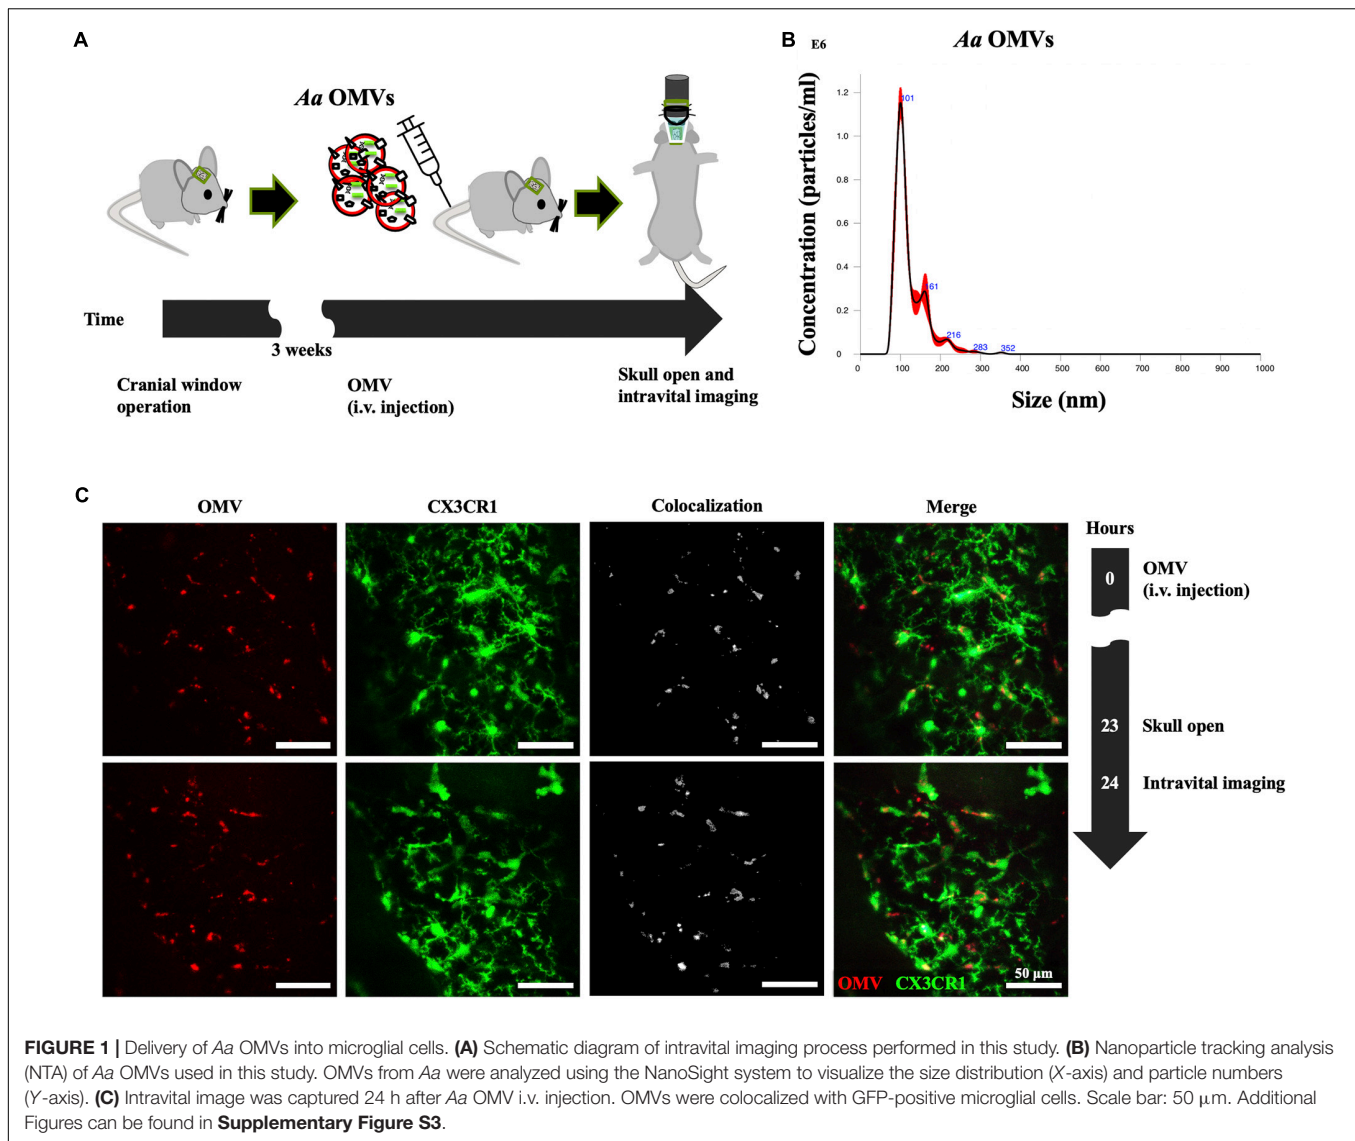 A
Aa OMVs
Time
3 weeks
Cranial window
operation
OMV
(i.v. injection)
Skull open and
intravital imaging
B
E6
Aa OMVs
Concentration (particles/ml)
1.2
1.0
0.8
0.6
0.4
0.2
0
101
161
216
283
352
0 100 200 300 400 500 600 700 800 900 1000
Size (nm)
C
OMV CX3CR1 Colocalization Merge
Hours
0 OMV
(i.v. injection)
23 Skull open
24 Intravital imaging
50 µm
OMV CX3CR1
FIGURE 1 | Delivery of Aa OMVs into microglial cells. (A) Schematic diagram of intravital imaging process performed in this study. (B) Nanoparticle tracking analysis
(NTA) of Aa OMVs used in this study. OMVs from Aa were analyzed using the NanoSight system to visualize the size distribution (X-axis) and particle numbers
(Y-axis). (C) Intravital image was captured 24 h after Aa OMV i.v. injection. OMVs were colocalized with GFP-positive microglial cells. Scale bar: 50 µm. Additional
Figures can be found in Supplementary Figure S3.